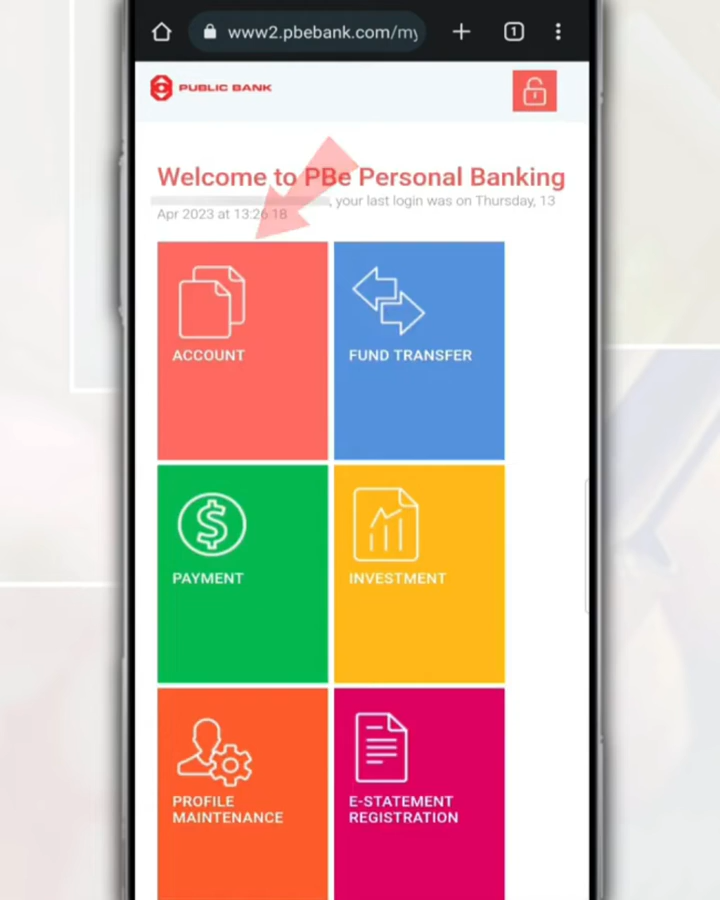 www2.pbebank.com/my
1
PUBLIC BANK
Welcome to PBe Personal Banking
, your last login was on Thursday, 13
Apr 2023 at 13:26:18
ACCOUNT
FUND TRANSFER
$
PAYMENT
INVESTMENT
PROFILE
MAINTENANCE
E-STATEMENT
REGISTRATION